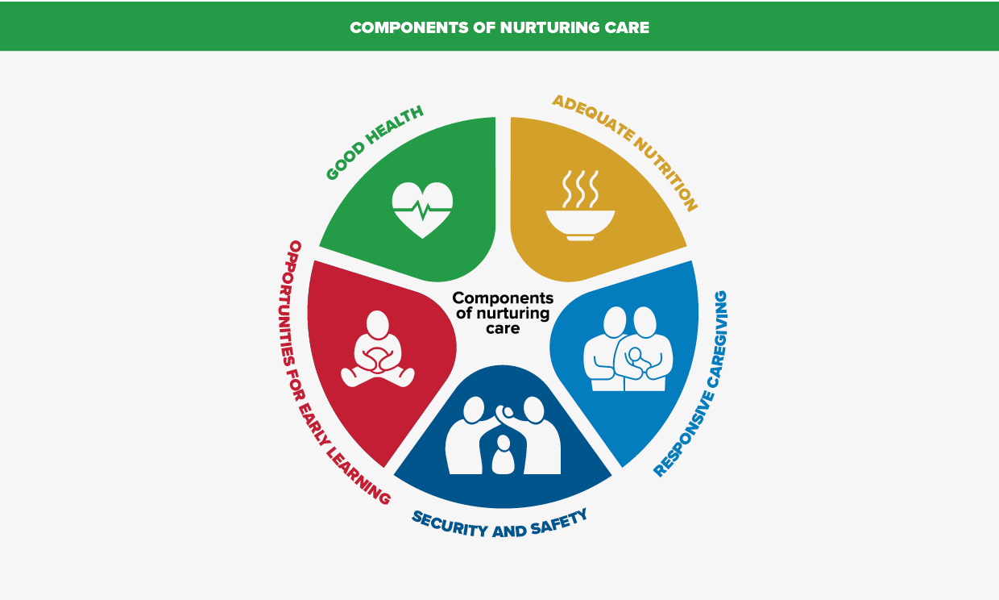 COMPONENTS OF NURTURING CARE
GOOD HEALTH
ADEQUATE NUTRITION
OPPORTUNITIES FOR EARLY LEARNING
Components
of nurturing
care
RESPONSIVE CAREGIVING
SECURITY AND SAFETY